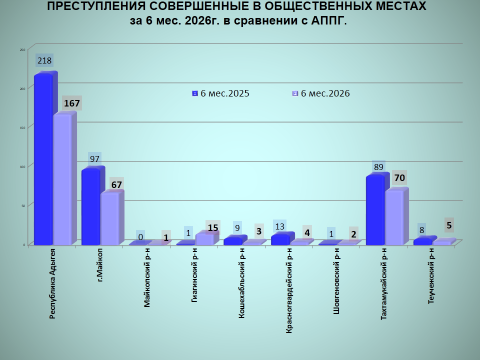 ПРЕСТУПЛЕНИЯ СОВЕРШЕННЫЕ В ОБЩЕСТВЕННЫХ МЕСТАХ
за 6 мес. 2026г. в сравнении с АППГ.
6 мес.2025
6 мес.2026
218
167
97
67
0
1
1
15
9
3
13
4
1
2
89
70
8
5
Республика Адыгея
г.Майкоп
Майкопский р-н
Гиагинский р-н
Кошехабльский р-н
Красногвардейский р-н
Шовгеновский р-н
Тахтамукайский р-н
Теучежский р-н